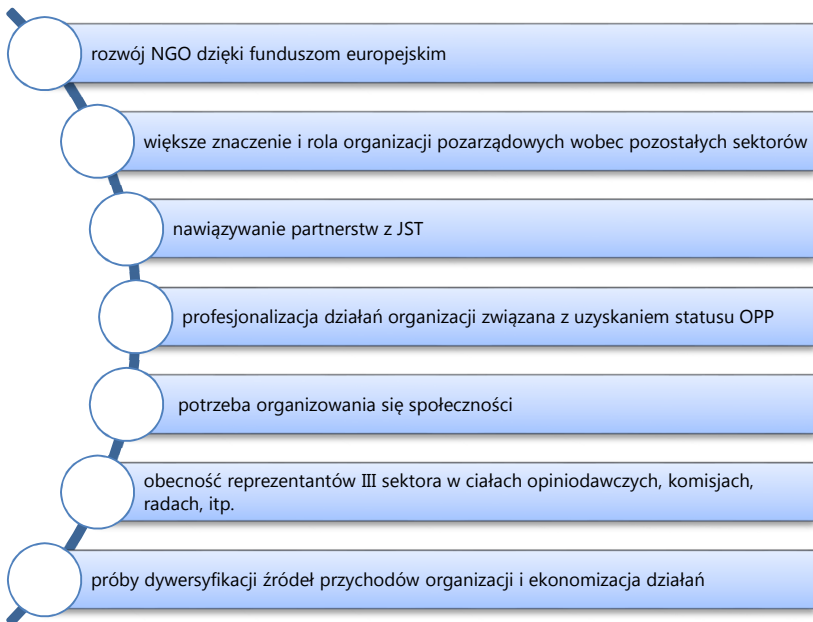 rozwój NGO dzięki funduszom europejskim
większe znaczenie i rola organizacji pozarządowych wobec pozostałych sektorów
nawiązywanie partnerstw z JST
profesjonalizacja działań organizacji związana z uzyskaniem statusu OPP
potrzeba organizowania się społeczności
obecność reprezentantów III sektora w ciałach opiniodawczych, komisjach,
radach, itp.
próby dywersyfikacji źródeł przychodów organizacji i ekonomizacja działań